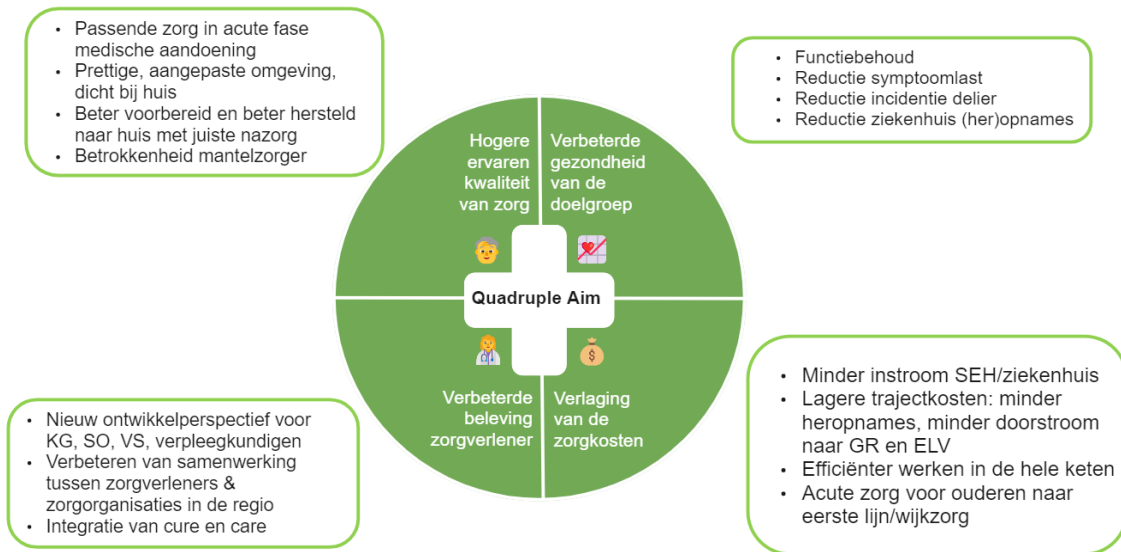 • Passende zorg in acute fase
medische aandoening
• Prettige, aangepaste omgeving,
dicht bij huis
• Beter voorbereid en beter hersteld
naar huis met juiste nazorg
• Betrokkenheid mantelzorger
• Functiebehoud
• Reductie symptoomlast
• Reductie incidentie delier
• Reductie ziekenhuis (her)opnames
Hogere
ervaren
kwaliteit
van zorg
Verbeterde
gezondheid
van de
doelgroep
Quadruple Aim
Verbeterde
beleving
zorgverlener
Verlaging
van de
zorgkosten
$
• Nieuw ontwikkelperspectief voor
KG, SO, VS, verpleegkundigen
• Verbeteren van samenwerking
tussen zorgverleners &
zorgorganisaties in de regio
• Integratie van cure en care
• Minder instroom SEH/ziekenhuis
• Lagere trajectkosten: minder
heropnames, minder doorstroom
naar GR en ELV
• Efficiënter werken in de hele keten
• Acute zorg voor ouderen naar
eerste lijn/wijkzorg